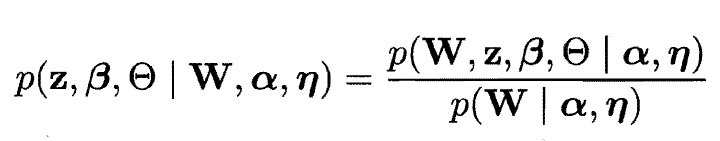 p(z, β, Θ | W, α, η) = p(W, z, β, Θ | α, η) / p(W | α, η)